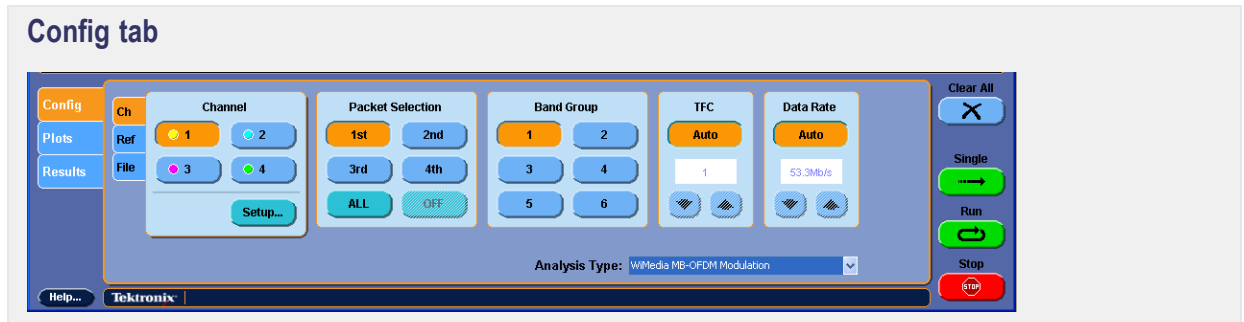 Config tab
Config
Plots
Results
Ch
Ref
File
Channel
1 2
3 4
Setup...
Packet Selection
1st 2nd
3rd 4th
ALL OFF
Band Group
1 2
3 4
5 6
TFC
Auto
1
Data Rate
Auto
53.3Mb/s
Analysis Type: WiMedia MB-OFDM Modulation
Clear All
Single
Run
Stop
STOP
Help...
Tektronix